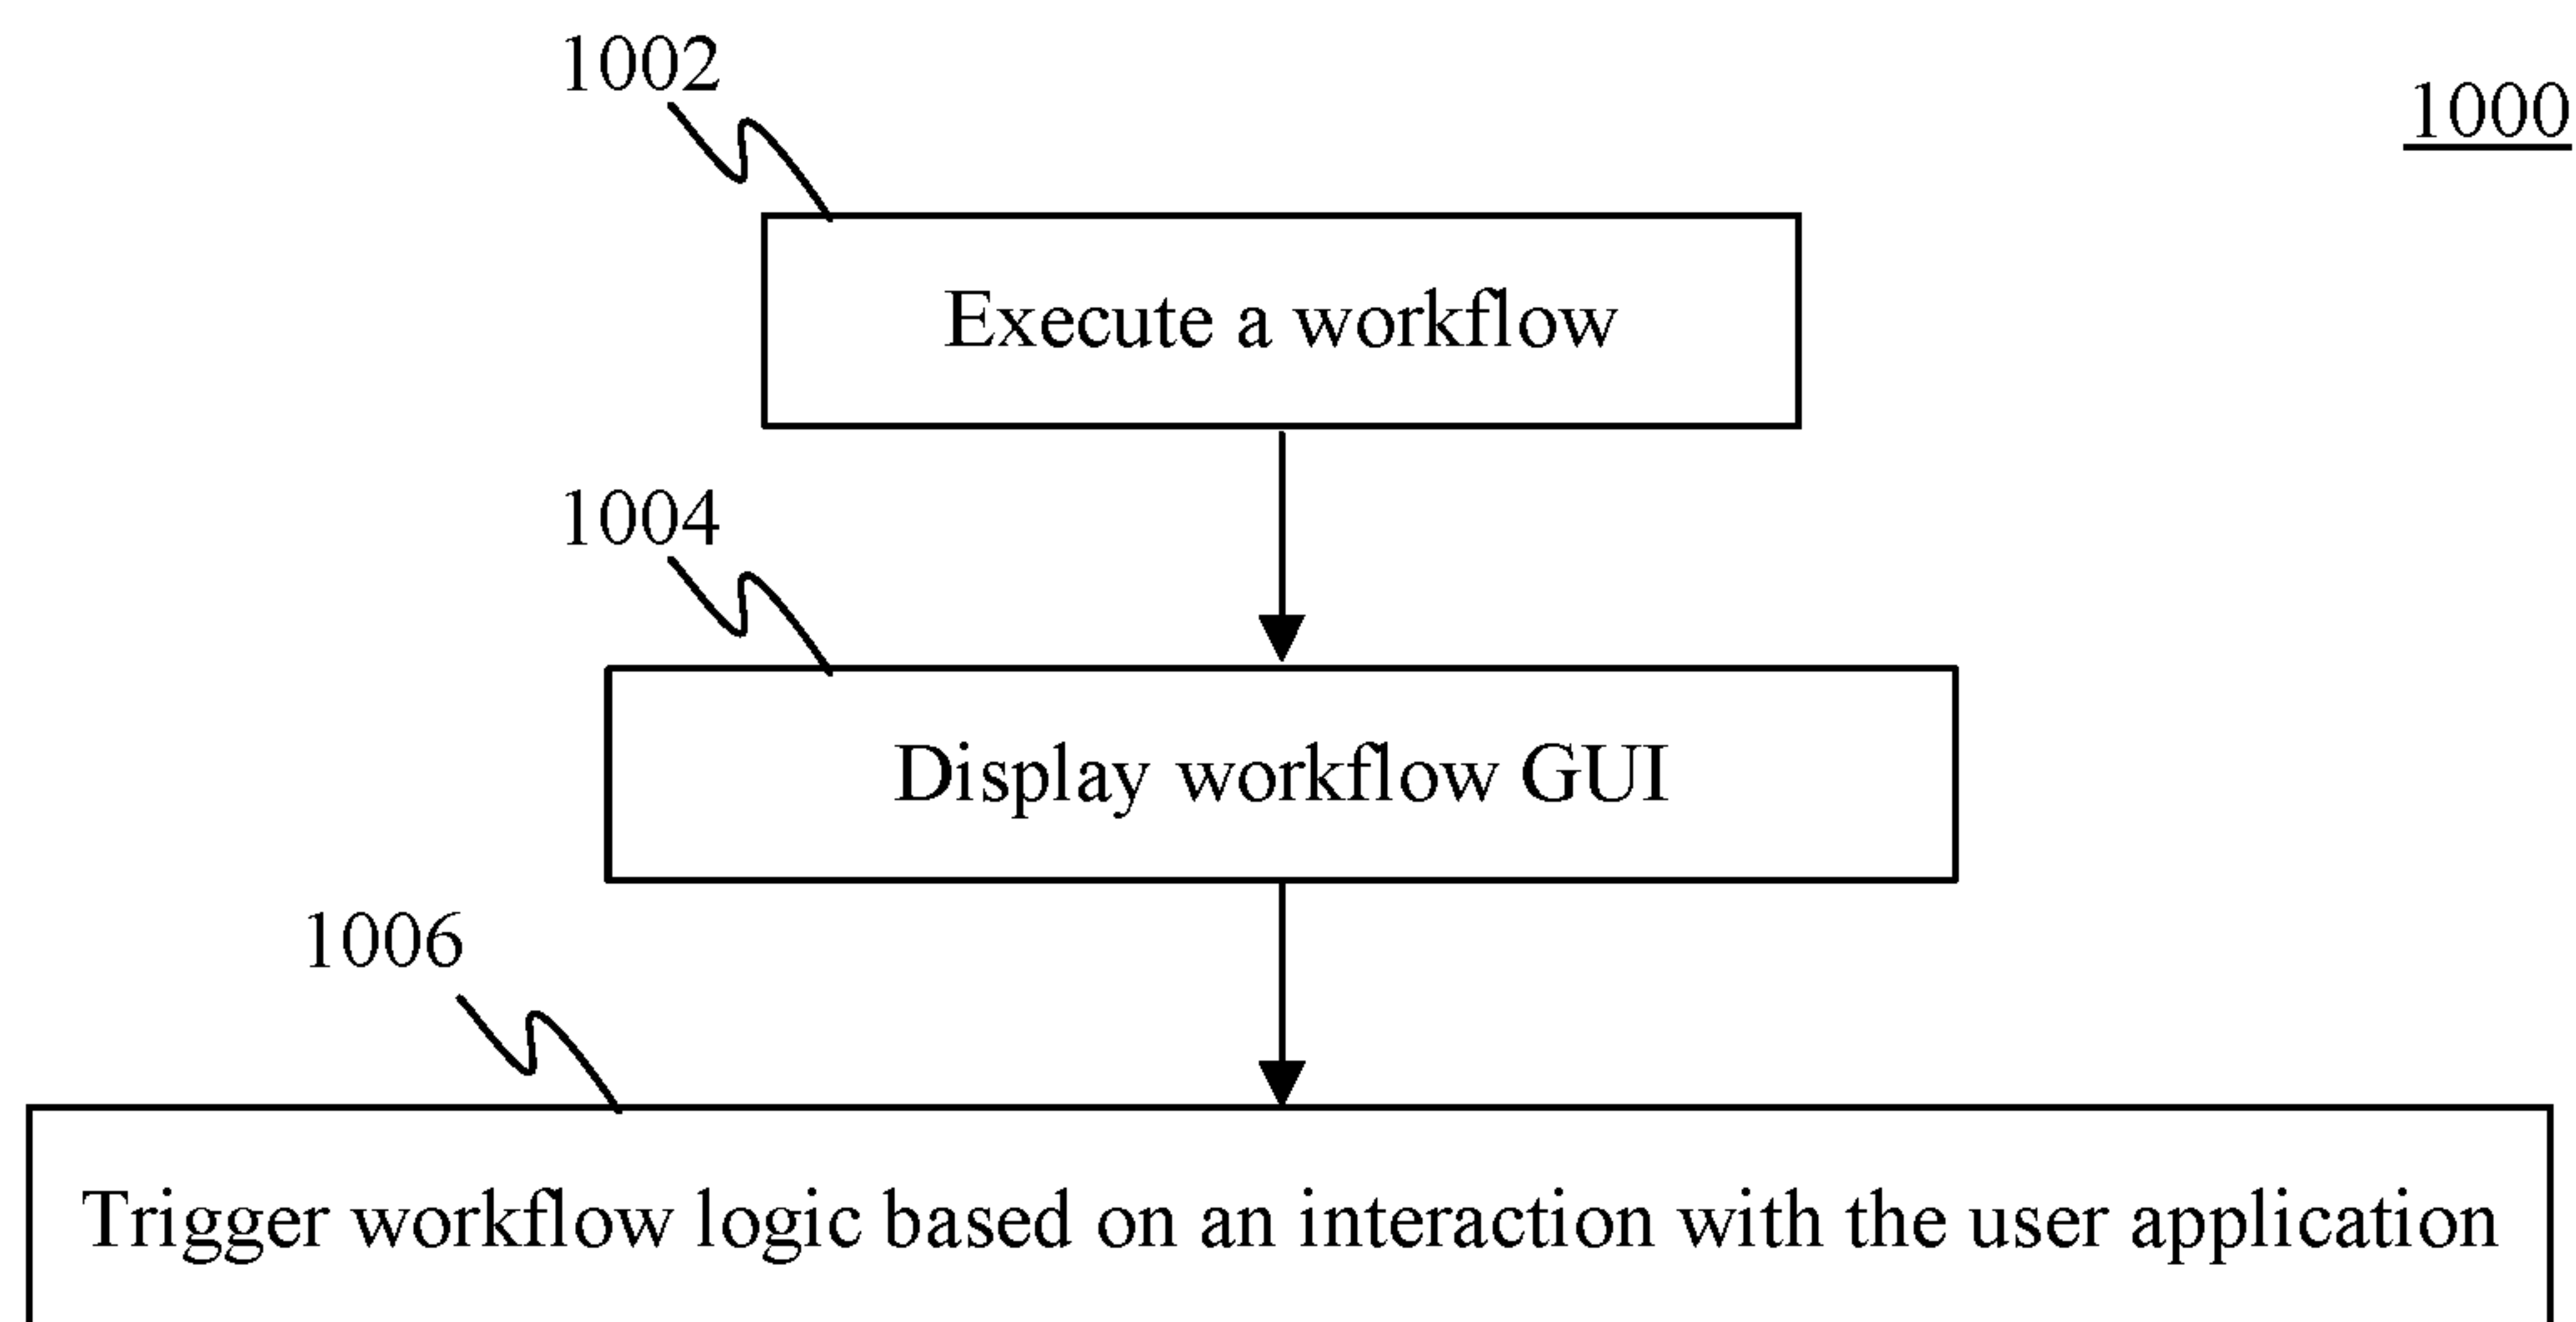 1002
1000
Execute a workflow
1004
Display workflow GUI
1006
Trigger workflow logic based on an interaction with the user application